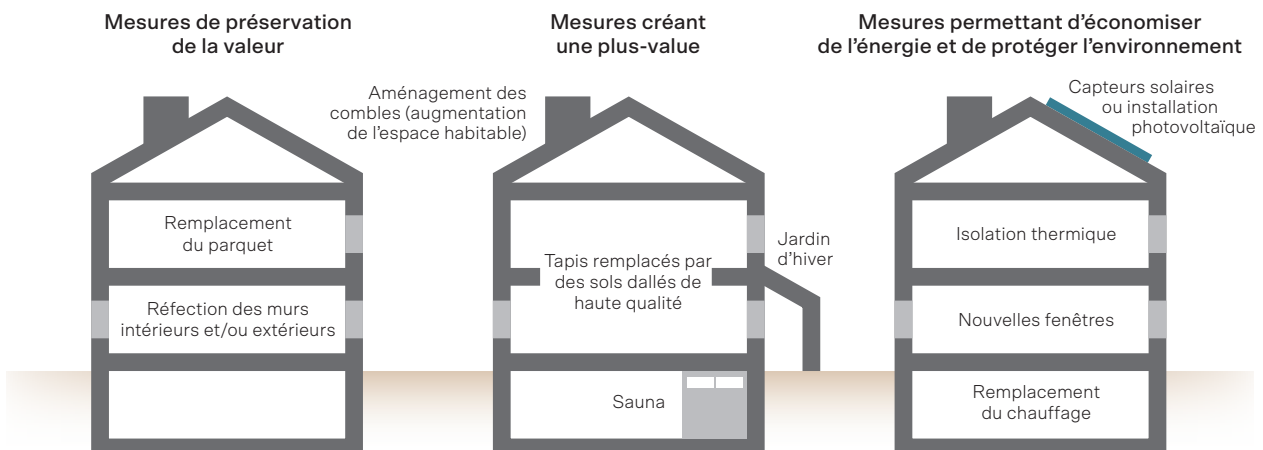 Mesures de préservation
de la valeur
Remplacement
du parquet
Réfection des murs
intérieurs et/ou extérieurs
Mesures créant
une plus-value
Aménagement des
combles (augmentation
de l’espace habitable)
Tapis remplacés par
des sols dallés de
haute qualité
Jardin
d’hiver
Sauna
Mesures permettant d’économiser
de l’énergie et de protéger l’environnement
Capteurs solaires
ou installation
photovoltaïque
Isolation thermique
Nouvelles fenêtres
Remplacement
du chauffage